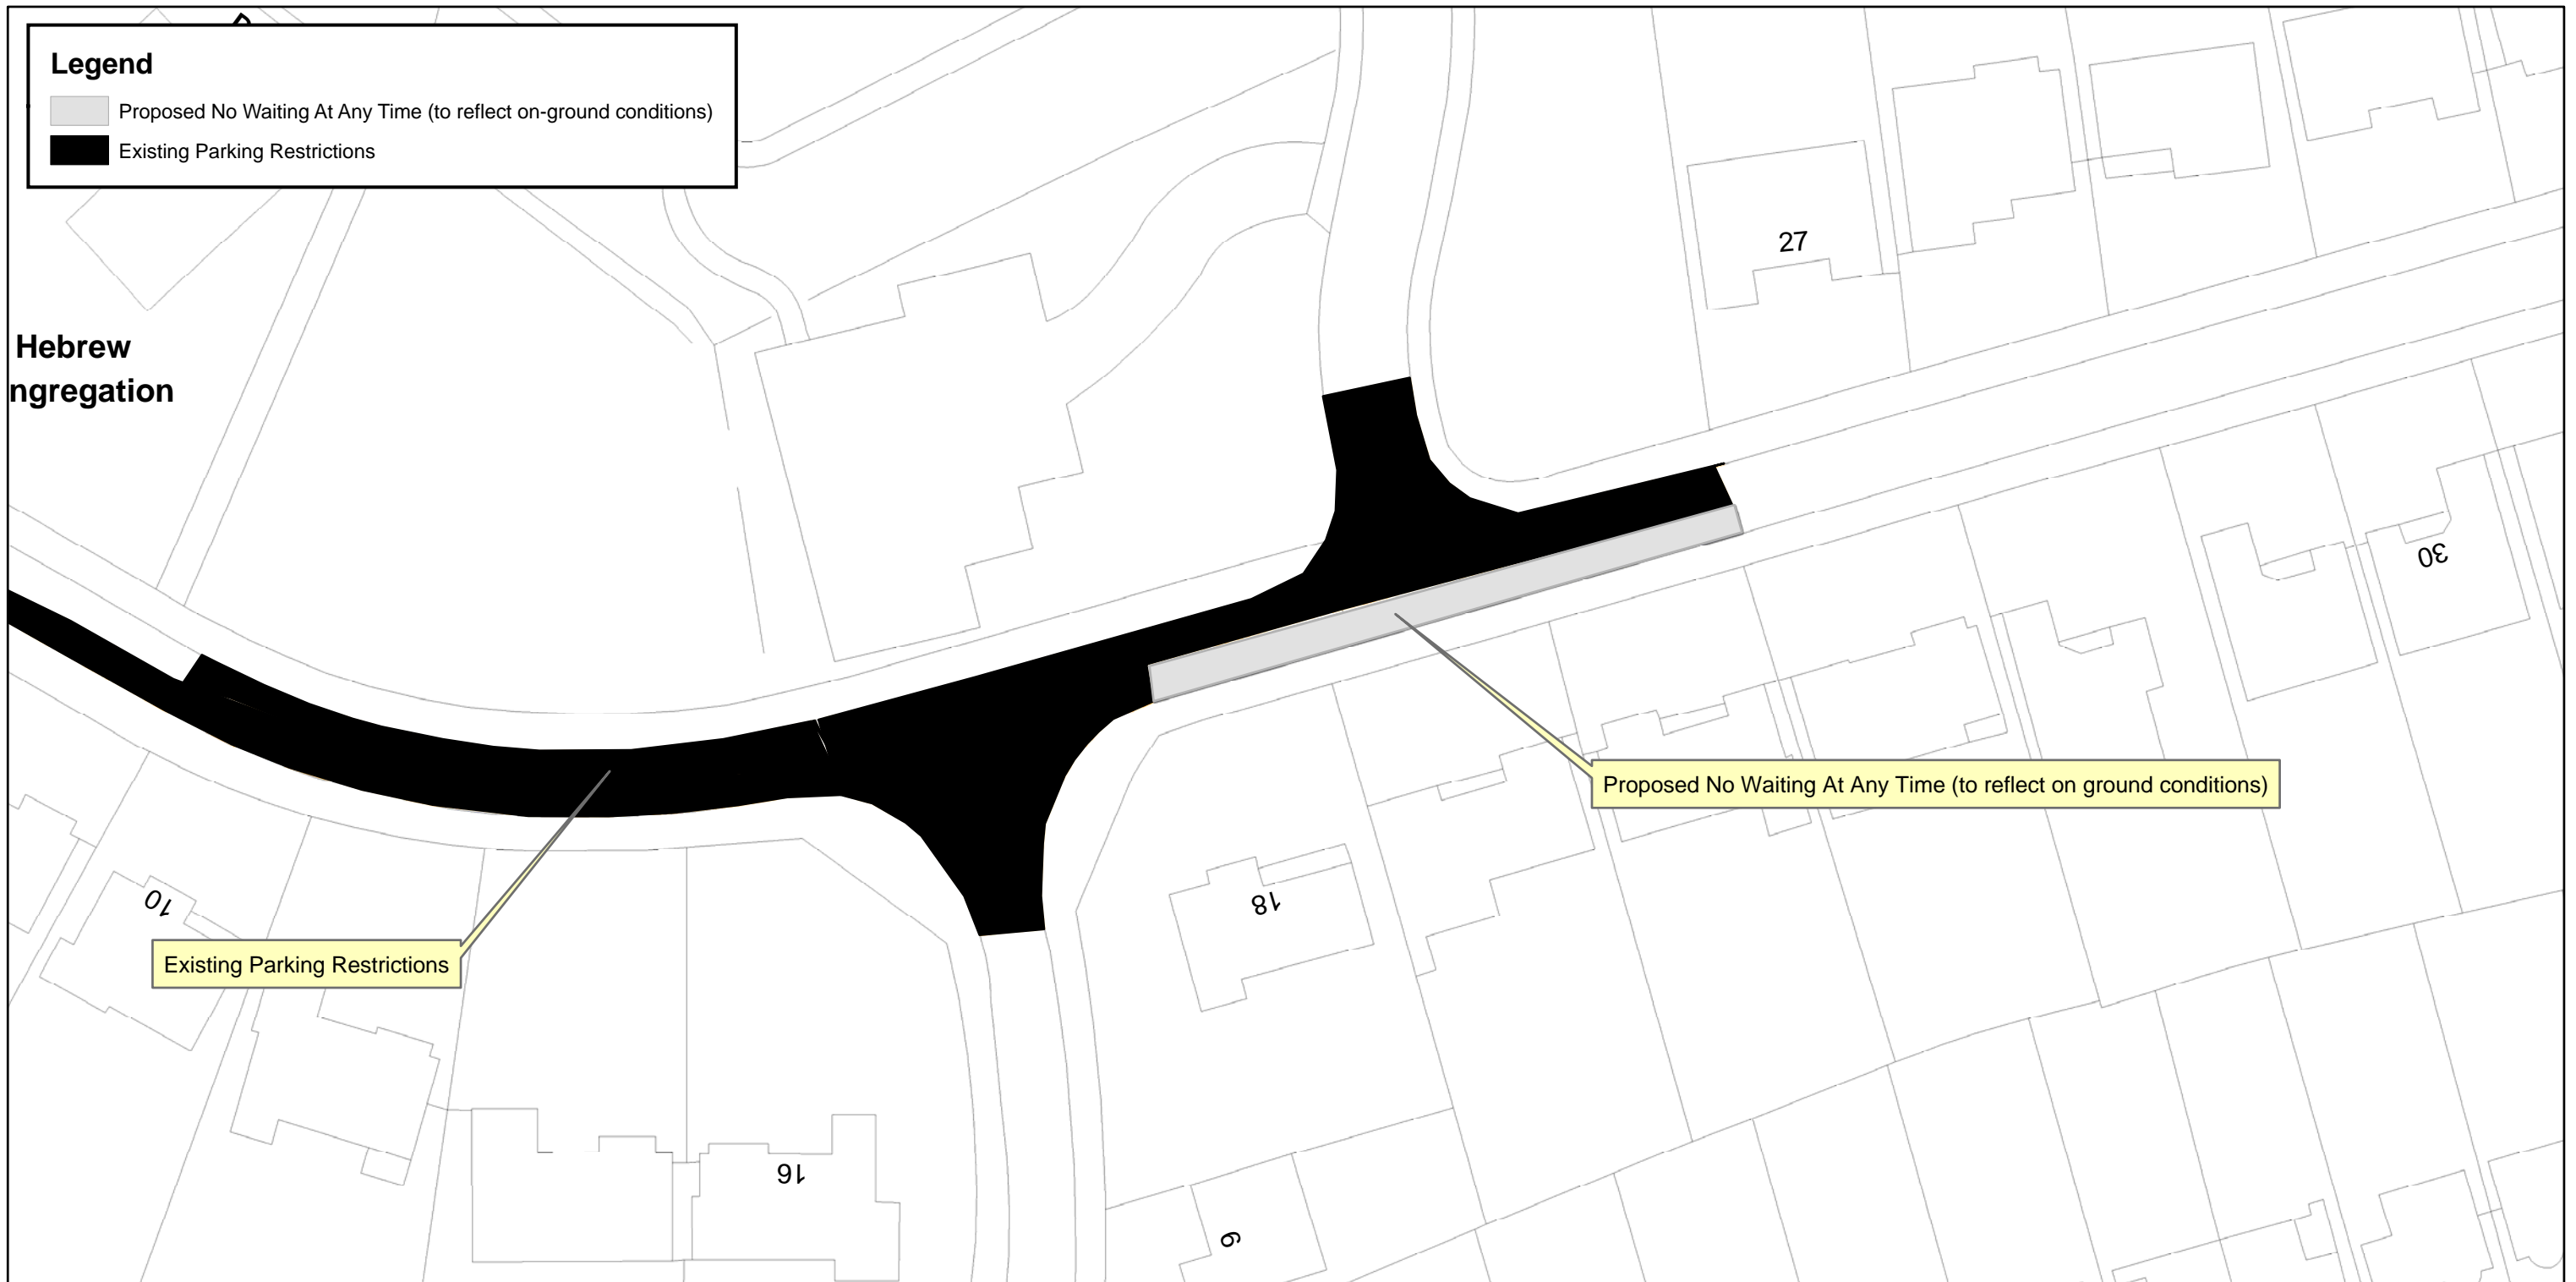 Legend
Proposed No Waiting At Any Time (to reflect on-ground conditions)
Existing Parking Restrictions
27
Hebrew
ngregation
30
Proposed No Waiting At Any Time (to reflect on ground conditions)
10
18
Existing Parking Restrictions
16
6